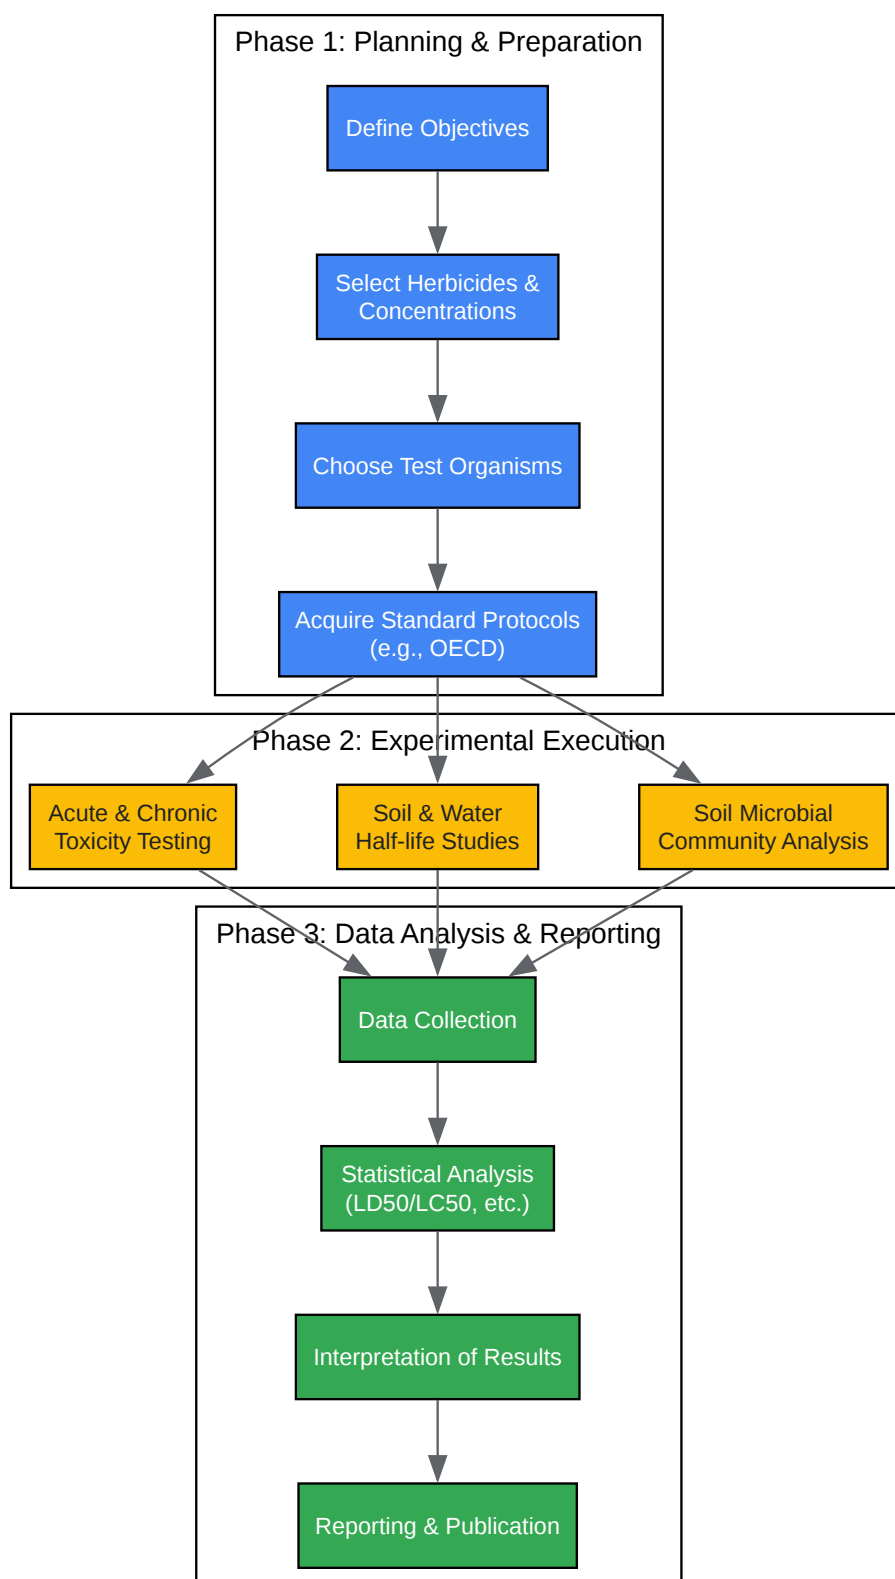 Phase 1: Planning & Preparation
Define Objectives
Select Herbicides &
Concentrations
Choose Test Organisms
Acquire Standard Protocols
(e.g., OECD)
Phase 2: Experimental Execution
Acute & Chronic
Toxicity Testing
Soil & Water
Half-life Studies
Soil Microbial
Community Analysis
Phase 3: Data Analysis & Reporting
Data Collection
Statistical Analysis
(LD50/LC50, etc.)
Interpretation of Results
Reporting & Publication